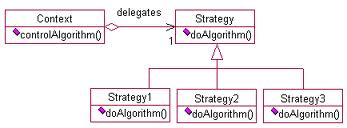 Context
controlAlgorithm()
delegates
1
Strategy
doAlgorithm()
Strategy1
doAlgorithm()
Strategy2
doAlgorithm()
Strategy3
doAlgorithm()